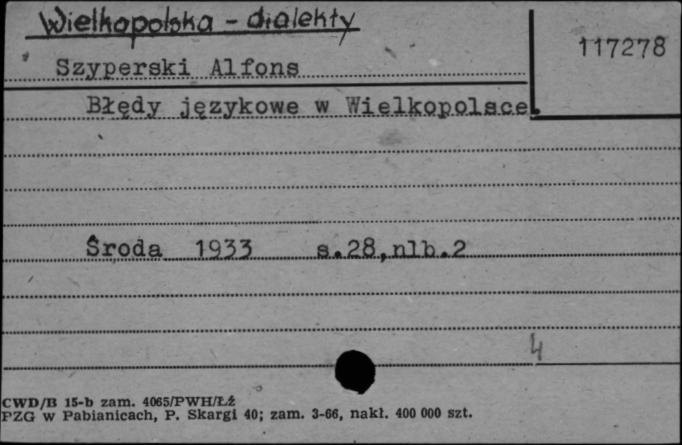 Wielkopolska - dialekty
117278
Szyperski Alfons
Błędy językowe w Wielkopolsce.
Środa 1933 s.28,nlb.2
4
CWD/B 15-b zam. 4065/PWH/ŁŻ
PZG w Pabianicach, P. Skargi 40; zam. 3-66, nakł. 400 000 szt.